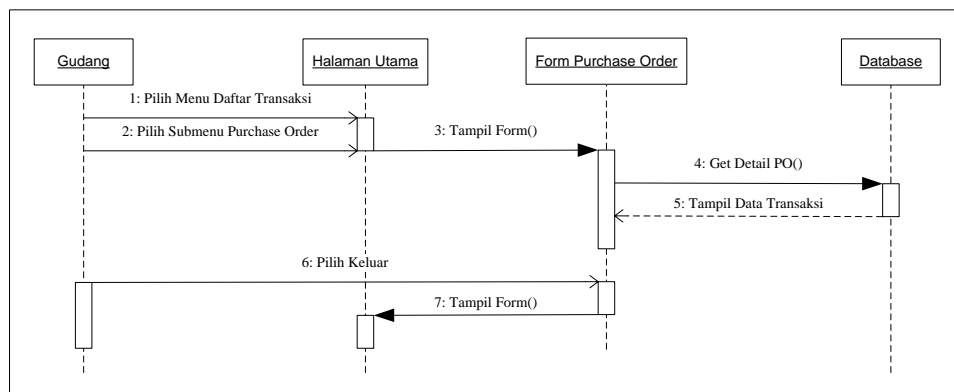 Gudang
Halaman Utama
Form Purchase Order
Database
1: Pilih Menu Daftar Transaksi
2: Pilih Submenu Purchase Order
3: Tampil Form()
4: Get Detail PO()
5: Tampil Data Transaksi
6: Pilih Keluar
7: Tampil Form()